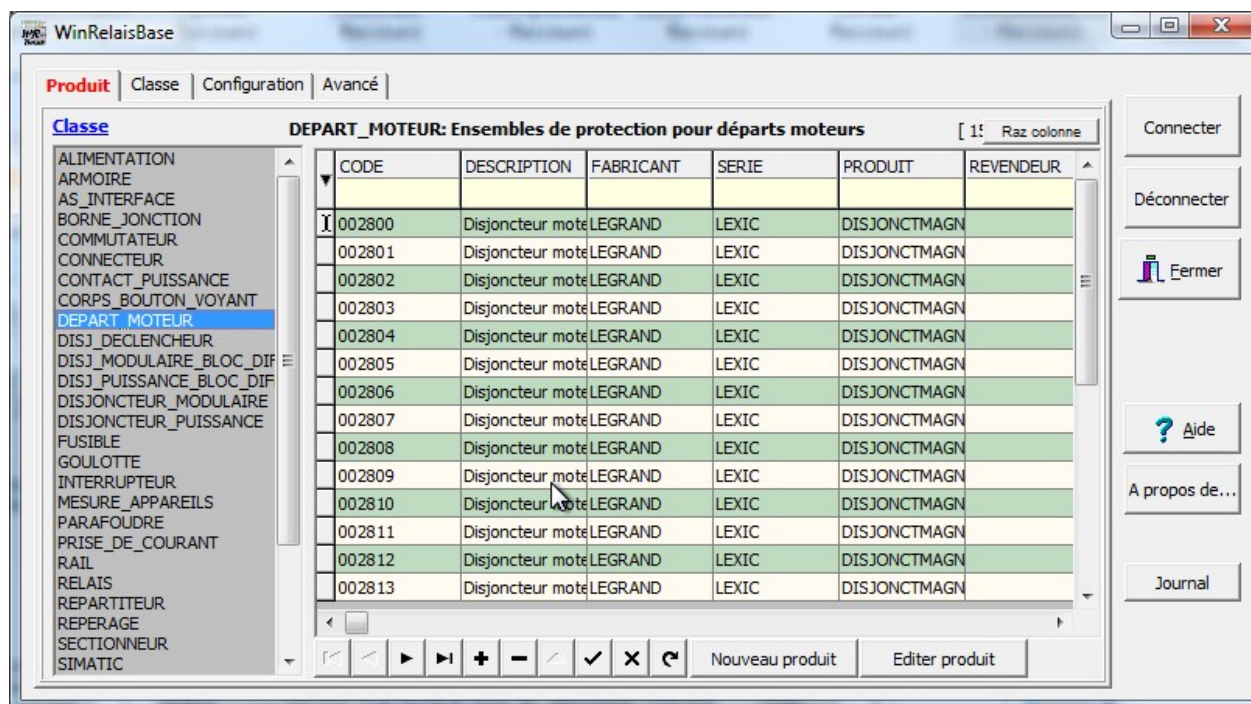 WinRelaisBase
Produit Classe Configuration Avancé
Classe
DEPART_MOTEUR: Ensembles de protection pour départs moteurs [ 15 Raz colonne
ALIMENTATION
ARMOIRE
AS_INTERFACE
BORNE_JONCTION
COMMUTATEUR
CONNECTEUR
CONTACT_PUISSANCE
CORPS_BOUTON_VOYANT
DEPART_MOTEUR
DISJ_DECLENCHEUR
DISJ_MODULAIRE_BLOC_DIF
DISJ_PUISSANCE_BLOC_DIF
DISJONCTEUR_MODULAIRE
DISJONCTEUR_PUISSANCE
FUSIBLE
GOULOTTE
INTERRUPTEUR
MESURE_APPAREILS
PARAFOUDRE
PRISE_DE_COURANT
RAIL
RELAIS
REPARTITEUR
REPERAGE
SECTIONNEUR
SIMATIC
CODE DESCRIPTION FABRICANT SERIE PRODUIT REVENDEUR
002800 Disjoncteur mote LEGRAND LEXIC DISJONCTMAGN
002801 Disjoncteur mote LEGRAND LEXIC DISJONCTMAGN
002802 Disjoncteur mote LEGRAND LEXIC DISJONCTMAGN
002803 Disjoncteur mote LEGRAND LEXIC DISJONCTMAGN
002804 Disjoncteur mote LEGRAND LEXIC DISJONCTMAGN
002805 Disjoncteur mote LEGRAND LEXIC DISJONCTMAGN
002806 Disjoncteur mote LEGRAND LEXIC DISJONCTMAGN
002807 Disjoncteur mote LEGRAND LEXIC DISJONCTMAGN
002808 Disjoncteur mote LEGRAND LEXIC DISJONCTMAGN
002809 Disjoncteur mote LEGRAND LEXIC DISJONCTMAGN
002810 Disjoncteur mote LEGRAND LEXIC DISJONCTMAGN
002811 Disjoncteur mote LEGRAND LEXIC DISJONCTMAGN
002812 Disjoncteur mote LEGRAND LEXIC DISJONCTMAGN
002813 Disjoncteur mote LEGRAND LEXIC DISJONCTMAGN
Nouveau produit Editer produit
Connecter
Déconnecter
Fermer
Aide
A propos de...
Journal